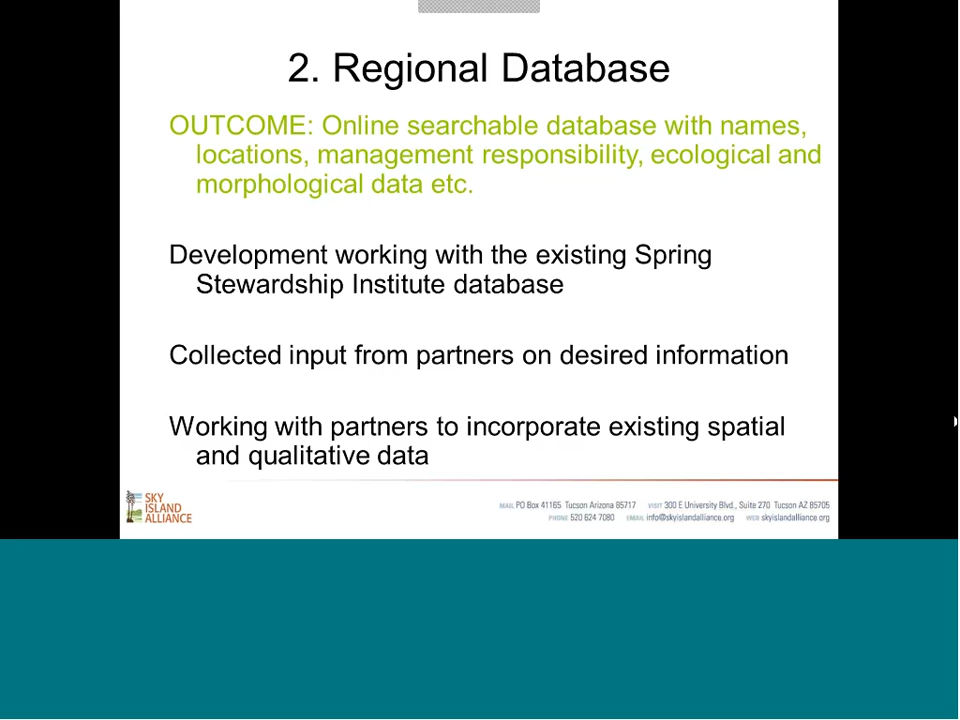 2. Regional Database
OUTCOME: Online searchable database with names,
locations, management responsibility, ecological and
morphological data etc.
Development working with the existing Spring
Stewardship Institute database
Collected input from partners on desired information
Working with partners to incorporate existing spatial
and qualitative data
SKY
ISLAND
ALLIANCE
MAIL PO Box 41165 Tucson Arizona 85717 VISIT 300 E University Blvd., Suite 270 Tucson AZ 85705
PHONE 520 624 7080 EMAIL info@skyislandalliance.org WEB skyislandalliance.org